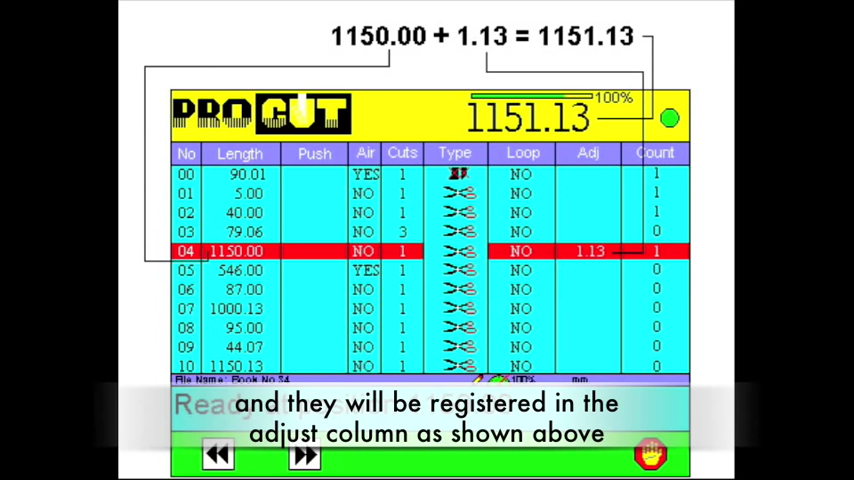 1150.00 + 1.13 = 1151.13
PRO CUT
1151.13
100%
No Length Push Air Cuts Type Loop Adj Count
00 90.01 YES 1 NO 1
01 5.00 NO 1 NO 1
02 40.00 NO 1 NO 1
03 79.06 NO 3 NO 0
04 1150.00 NO 1 NO 1.13 1
05 546.00 YES 1 NO 0
06 87.00 NO 1 NO 0
07 1000.13 NO 1 NO 0
08 95.00 NO 1 NO 0
09 44.07 NO 1 NO 0
10 1150.13 NO 1 NO 0
File Name: Book No 34 100% mm
Ready
and they will be registered in the
adjust column as shown above